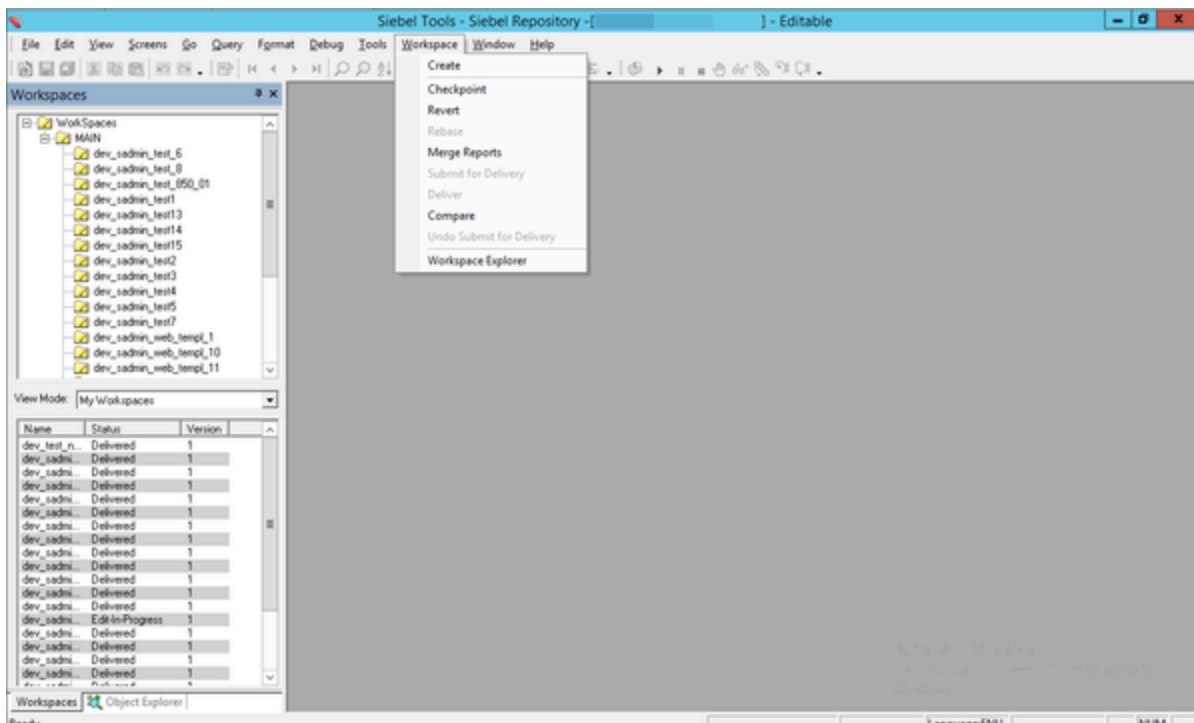 Siebel Tools - Siebel Repository -[ ] - Editable
File Edit View Screens Go Query Format Debug Tools Workspace Window Help
Create
Checkpoint
Revert
Rebase
Merge Reports
Submit for Delivery
Deliver
Compare
Undo Submit for Delivery
Workspace Explorer
Workspaces
WorkSpaces
MAIN
dev_sadmin_test_6
dev_sadmin_test_8
dev_sadmin_test_850_01
dev_sadmin_test1
dev_sadmin_test13
dev_sadmin_test14
dev_sadmin_test15
dev_sadmin_test2
dev_sadmin_test3
dev_sadmin_test4
dev_sadmin_test5
dev_sadmin_test7
dev_sadmin_web_templ_1
dev_sadmin_web_templ_10
dev_sadmin_web_templ_11
View Mode: My Workspaces
Name Status Version
dev_test_n... Delivered 1
dev_sadmi... Delivered 1
dev_sadmi... Delivered 1
dev_sadmi... Delivered 1
dev_sadmi... Delivered 1
dev_sadmi... Delivered 1
dev_sadmi... Delivered 1
dev_sadmi... Delivered 1
dev_sadmi... Delivered 1
dev_sadmi... Delivered 1
dev_sadmi... Delivered 1
dev_sadmi... Delivered 1
dev_sadmi... Delivered 1
dev_sadmi... Edit-In-Progress 1
dev_sadmi... Delivered 1
dev_sadmi... Delivered 1
dev_sadmi... Delivered 1
dev_sadmi... Delivered 1
Workspaces Object Explorer
Ready Language:ENU NUM